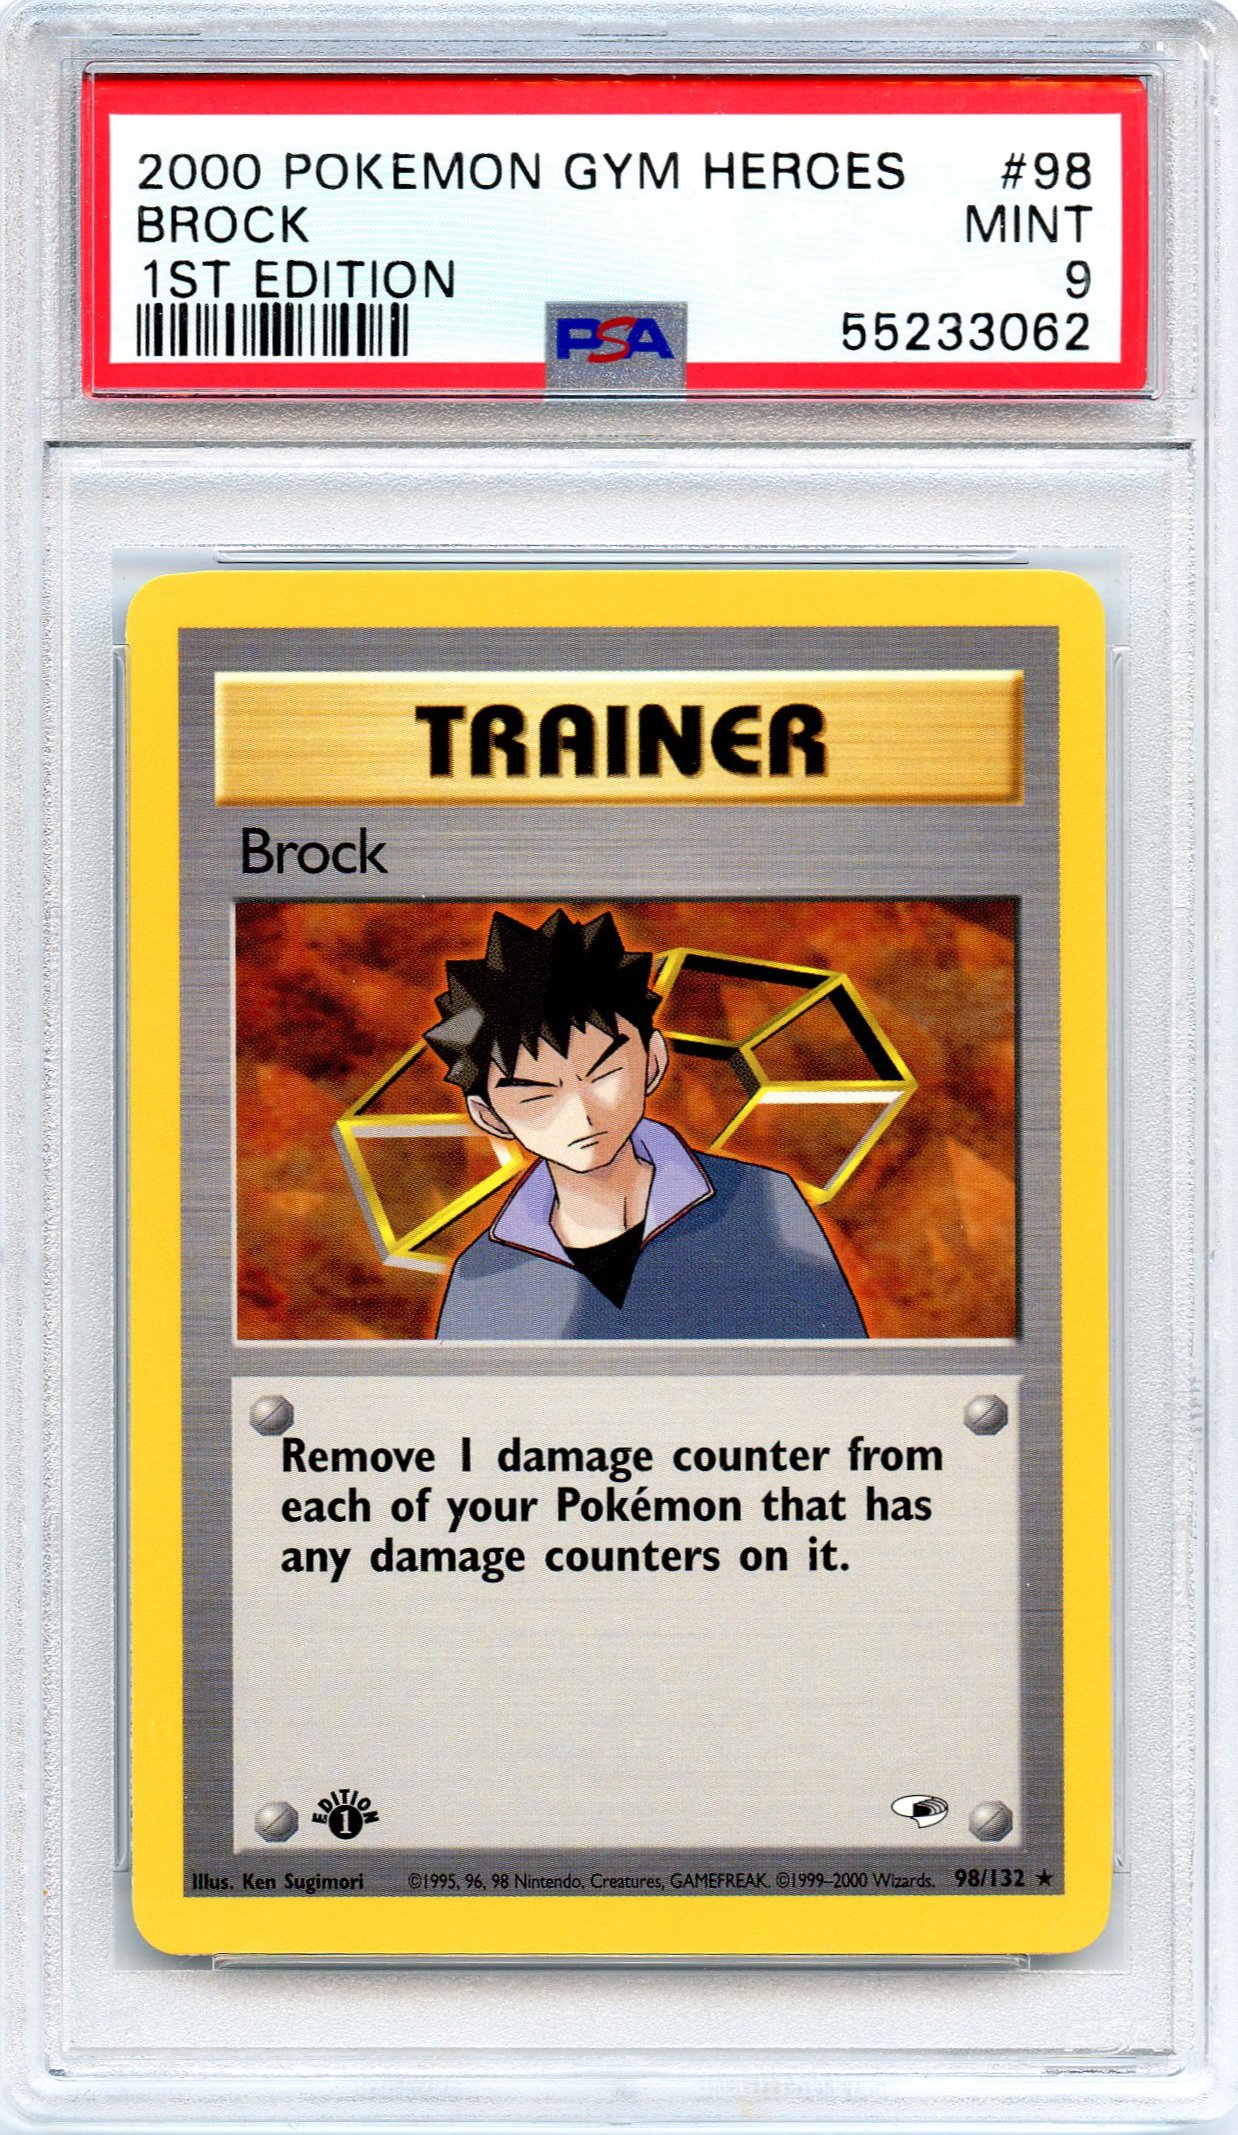 2000 POKEMON GYM HEROES #98
BROCK MINT
1ST EDITION 9
PSA 55233062
TRAINER
Brock
Remove 1 damage counter from
each of your Pokémon that has
any damage counters on it.
EDITION 1
Illus. Ken Sugimori ©1995, 96, 98 Nintendo, Creatures, GAMEFREAK. ©1999–2000 Wizards. 98/132 ★